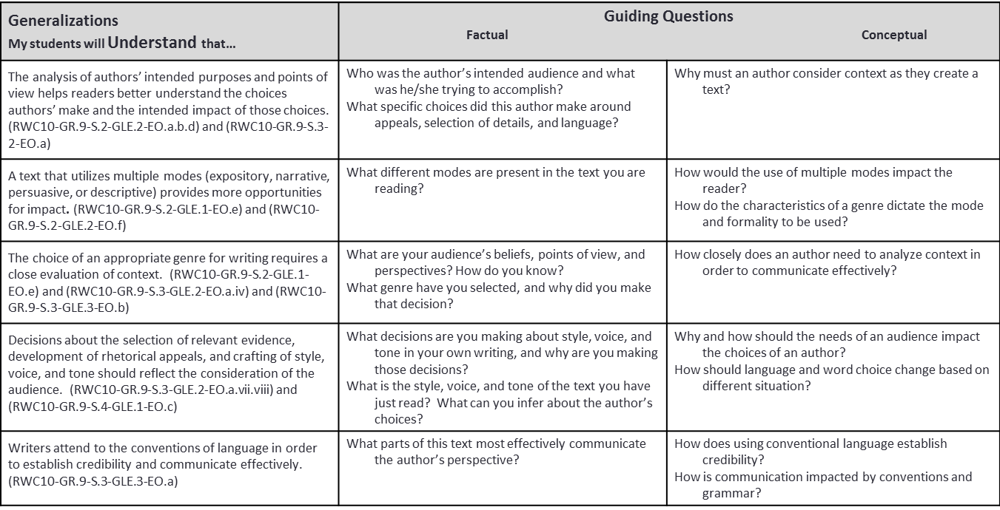 Generalizations
My students will Understand that…
Guiding Questions
Factual
Conceptual
The analysis of authors’ intended purposes and points of
view helps readers better understand the choices
authors’ make and the intended impact of those choices.
(RWC10-GR.9-S.2-GLE.2-EO.a.b.d) and (RWC10-GR.9-S.3-
2-EO.a)
Who was the author’s intended audience and what
was he/she trying to accomplish?
What specific choices did this author make around
appeals, selection of details, and language?
Why must an author consider context as they create a
text?
A text that utilizes multiple modes (expository, narrative,
persuasive, or descriptive) provides more opportunities
for impact. (RWC10-GR.9-S.2-GLE.1-EO.e) and (RWC10-
GR.9-S.2-GLE.2-EO.f)
What different modes are present in the text you are
reading?
How would the use of multiple modes impact the
reader?
How do the characteristics of a genre dictate the mode
and formality to be used?
The choice of an appropriate genre for writing requires a
close evaluation of context. (RWC10-GR.9-S.2-GLE.1-
EO.e) and (RWC10-GR.9-S.3-GLE.2-EO.a.iv) and (RWC10-
GR.9-S.3-GLE.3-EO.b)
What are your audience’s beliefs, points of view, and
perspectives? How do you know?
What genre have you selected, and why did you make
that decision?
How closely does an author need to analyze context in
order to communicate effectively?
Decisions about the selection of relevant evidence,
development of rhetorical appeals, and crafting of style,
voice, and tone should reflect the consideration of the
audience. (RWC10-GR.9-S.3-GLE.2-EO.a.vii.viii) and
(RWC10-GR.9-S.4-GLE.1-EO.c)
What decisions are you making about style, voice, and
tone in your own writing, and why are you making
those decisions?
What is the style, voice, and tone of the text you have
just read? What can you infer about the author’s
choices?
Why and how should the needs of an audience impact
the choices of an author?
How should language and word choice change based on
different situation?
Writers attend to the conventions of language in order
to establish credibility and communicate effectively.
(RWC10-GR.9-S.3-GLE.3-EO.a)
What parts of this text most effectively communicate
the author’s perspective?
How does using conventional language establish
credibility?
How is communication impacted by conventions and
grammar?